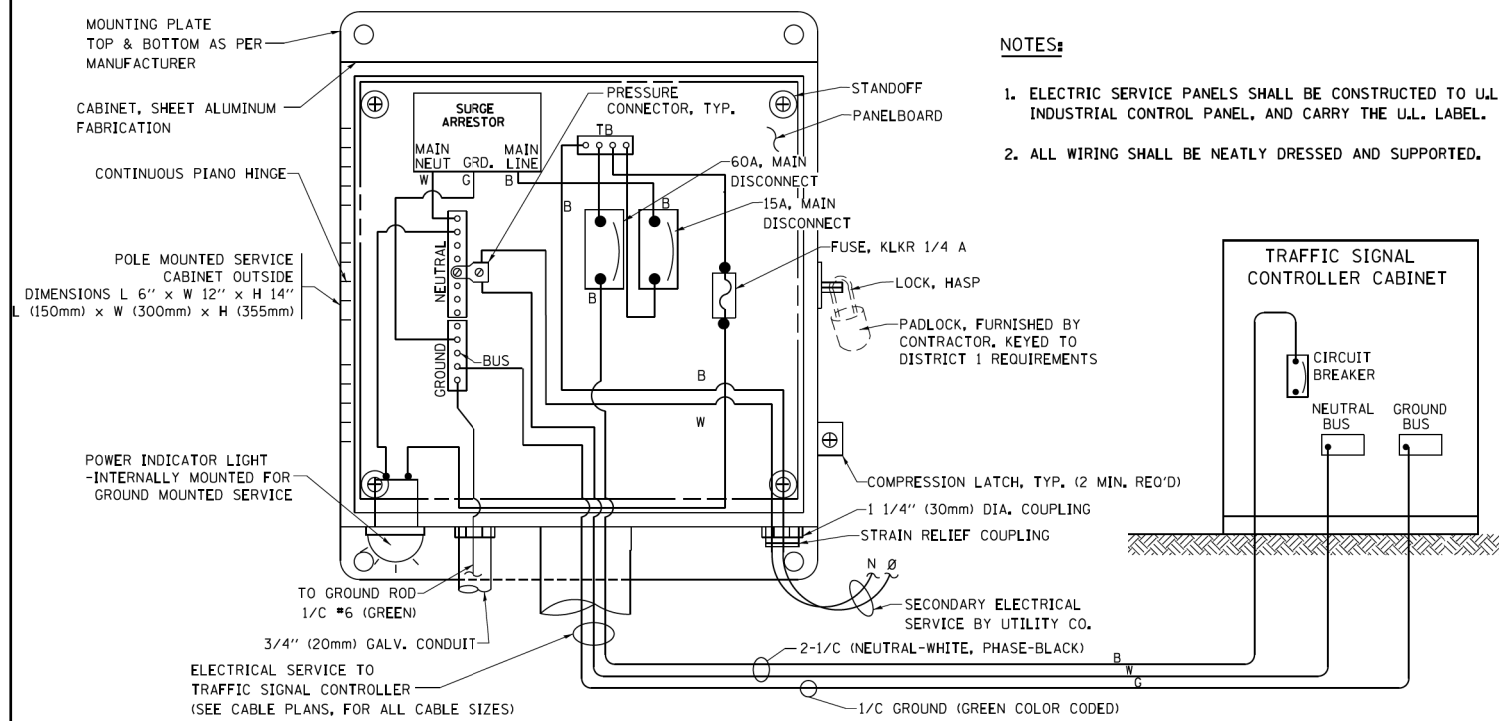 MOUNTING PLATE
TOP & BOTTOM AS PER
MANUFACTURER
CABINET, SHEET ALUMINUM
FABRICATION
CONTINUOUS PIANO HINGE
POLE MOUNTED SERVICE
CABINET OUTSIDE
DIMENSIONS L 6'' x W 12'' x H 14''
L (150mm) x W (300mm) x H (355mm)
POWER INDICATOR LIGHT
-INTERNALLY MOUNTED FOR
GROUND MOUNTED SERVICE
SURGE
ARRESTOR
MAIN
NEUT
GRD.
MAIN
LINE
W
G
B
NEUTRAL
GROUND
BUS
PRESSURE
CONNECTOR, TYP.
TB
B
B
B
B
W
STANDOFF
PANELBOARD
60A, MAIN
DISCONNECT
15A, MAIN
DISCONNECT
FUSE, KLKR 1/4 A
LOCK, HASP
PADLOCK, FURNISHED BY
CONTRACTOR. KEYED TO
DISTRICT 1 REQUIREMENTS
COMPRESSION LATCH, TYP. (2 MIN. REQ'D)
1 1/4'' (30mm) DIA. COUPLING
STRAIN RELIEF COUPLING
N Ø
SECONDARY ELECTRICAL
SERVICE BY UTILITY CO.
TO GROUND ROD
1/C #6 (GREEN)
3/4'' (20mm) GALV. CONDUIT
ELECTRICAL SERVICE TO
TRAFFIC SIGNAL CONTROLLER
(SEE CABLE PLANS, FOR ALL CABLE SIZES)
2-1/C (NEUTRAL-WHITE, PHASE-BLACK)
B
W
G
1/C GROUND (GREEN COLOR CODED)
NOTES:
1. ELECTRIC SERVICE PANELS SHALL BE CONSTRUCTED TO U.L
INDUSTRIAL CONTROL PANEL, AND CARRY THE U.L. LABEL.
2. ALL WIRING SHALL BE NEATLY DRESSED AND SUPPORTED.
TRAFFIC SIGNAL
CONTROLLER CABINET
CIRCUIT
BREAKER
NEUTRAL
BUS
GROUND
BUS